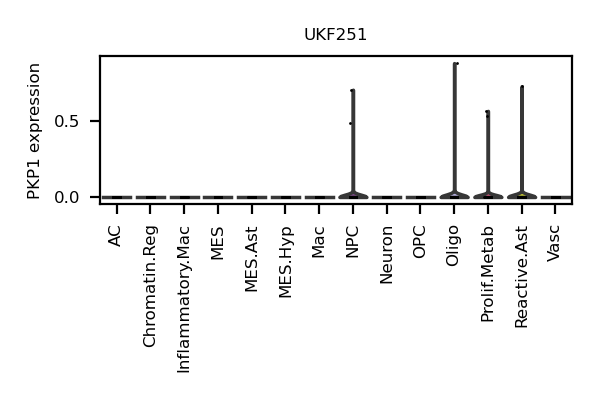 UKF251
PKP1 expression
0.5
0.0
AC
Chromatin.Reg
Inflammatory.Mac
MES
MES.Ast
MES.Hyp
Mac
NPC
Neuron
OPC
Oligo
Prolif.Metab
Reactive.Ast
Vasc